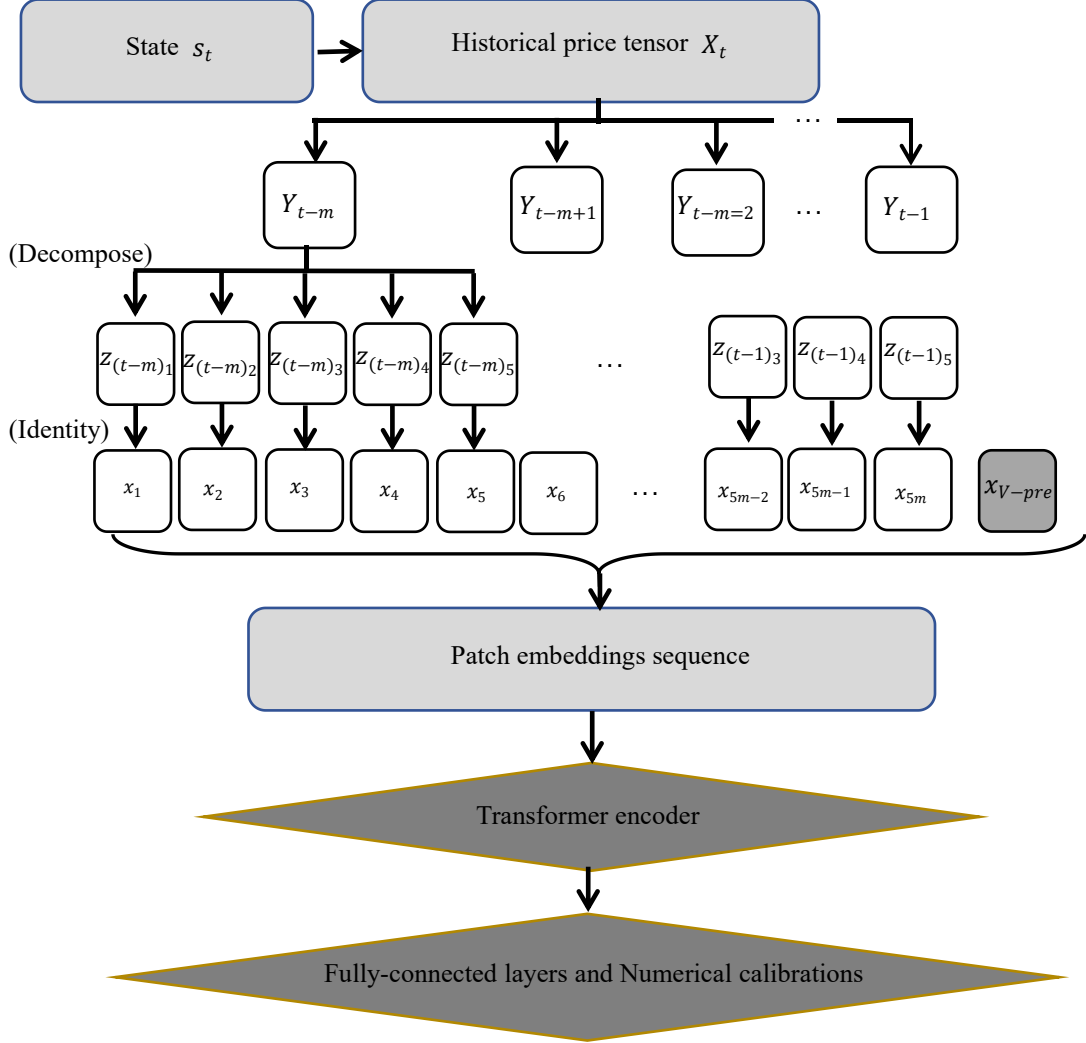 State s_t
Historical price tensor X_t
…
Y_{t−m}
Y_{t−m+1}
Y_{t−m=2}
…
Y_{t−1}
(Decompose)
z_{(t−m)_1}
z_{(t−m)_2}
z_{(t−m)_3}
z_{(t−m)_4}
z_{(t−m)_5}
…
z_{(t−1)_3}
z_{(t−1)_4}
z_{(t−1)_5}
(Identity)
x_1
x_2
x_3
x_4
x_5
x_6
…
x_{5m−2}
x_{5m−1}
x_{5m}
x_{V−pre}
Patch embeddings sequence
Transformer encoder
Fully-connected layers and Numerical calibrations